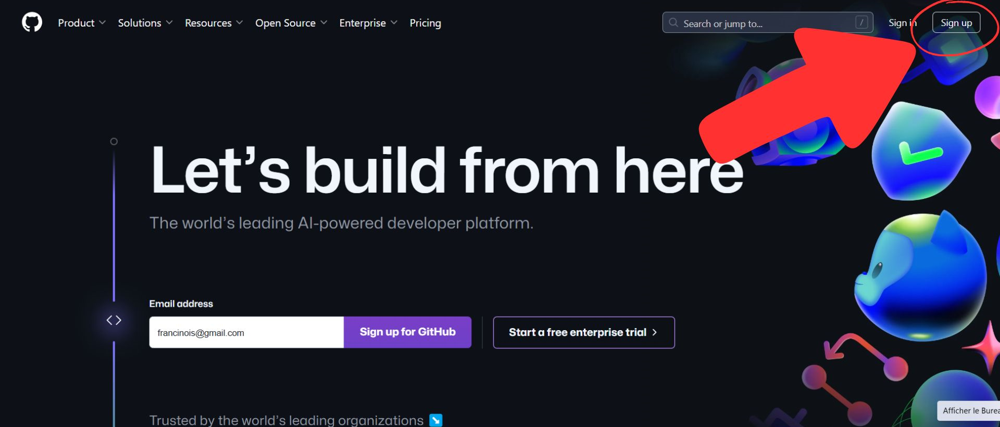 Product Solutions Resources Open Source Enterprise Pricing Search or jump to... / Sign in Sign up
Let's build from here
The world's leading AI-powered developer platform.
Email address
francinois@gmail.com Sign up for GitHub Start a free enterprise trial
Trusted by the world's leading organizations
Afficher le Burea